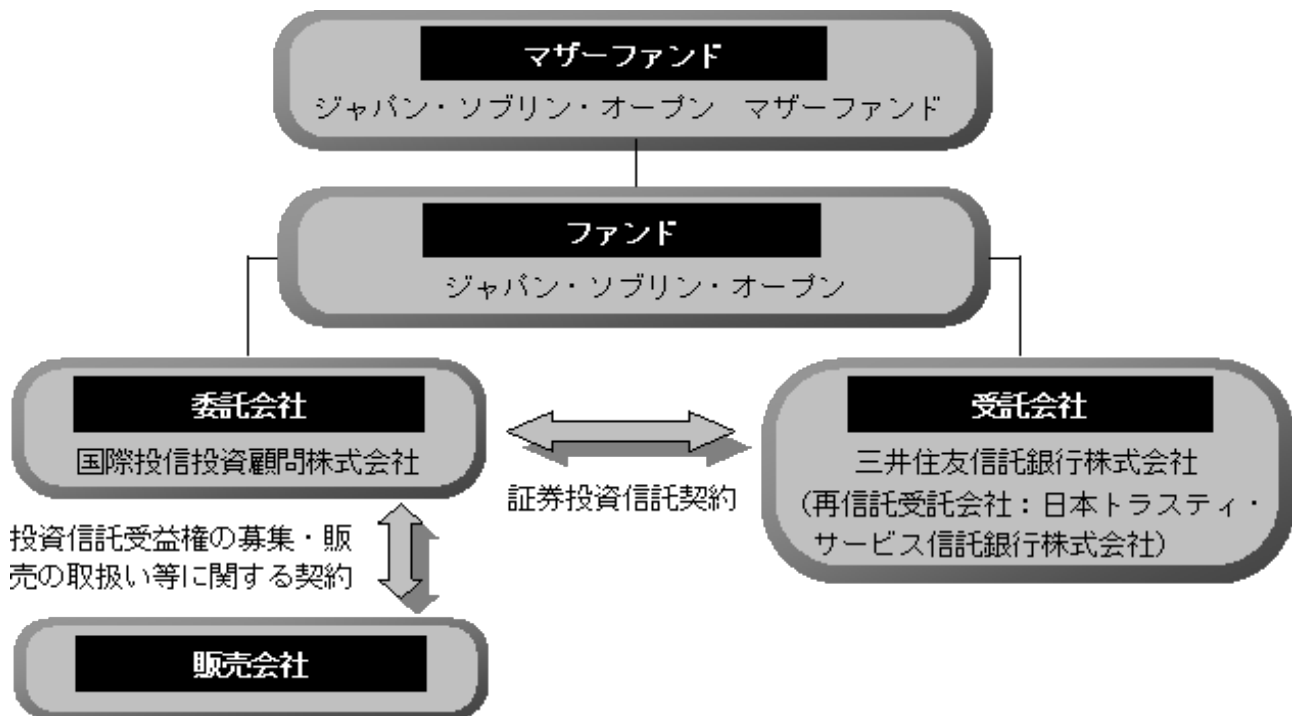 マザーファンド
ジャパン・ソブリン・オープン　マザーファンド
ファンド
ジャパン・ソブリン・オープン
委託会社
国際投信投資顧問株式会社
証券投資信託契約
受託会社
三井住友信託銀行株式会社
（再信託受託会社：日本トラスティ・
サービス信託銀行株式会社）
投資信託受益権の募集・販
売の取扱い等に関する契約
販売会社